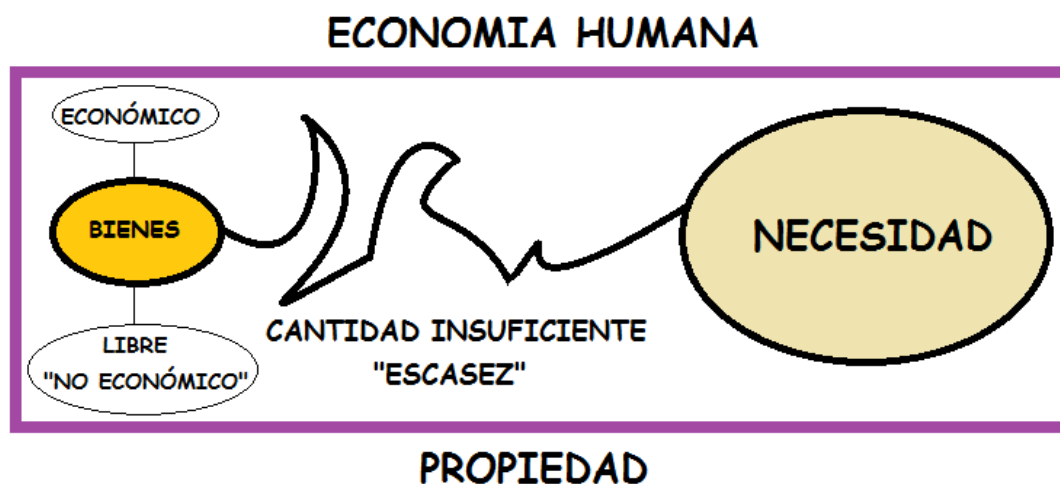 ECONOMIA HUMANA
ECONÓMICO
BIENES
LIBRE
"NO ECONÓMICO"
CANTIDAD INSUFICIENTE
"ESCASEZ"
NECESIDAD
PROPIEDAD